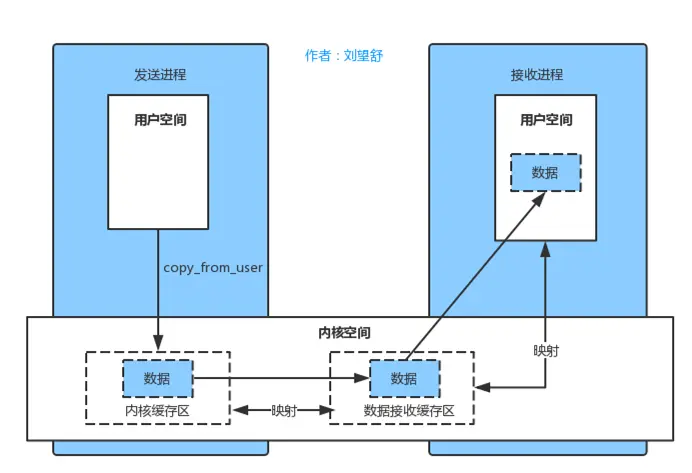 作者：刘望舒
发送进程
接收进程
用户空间
用户空间
数据
copy_from_user
内核空间
映射
数据
数据
内核缓存区
映射
数据接收缓存区